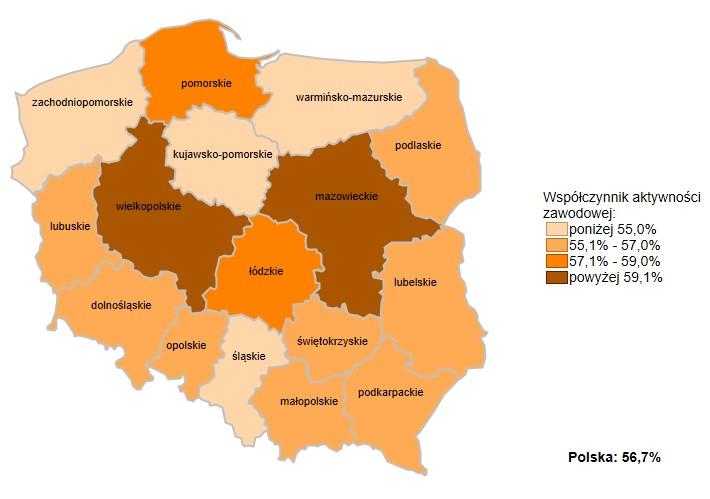 pomorskie
warmińsko-mazurskie
zachodniopomorskie
podlaskie
kujawsko-pomorskie
mazowieckie
wielkopolskie
lubuskie
łódzkie
lubelskie
dolnośląskie
opolskie
świętokrzyskie
śląskie
podkarpackie
małopolskie
Współczynnik aktywności
zawodowej:
poniżej 55,0%
55,1% - 57,0%
57,1% - 59,0%
powyżej 59,1%
Polska: 56,7%